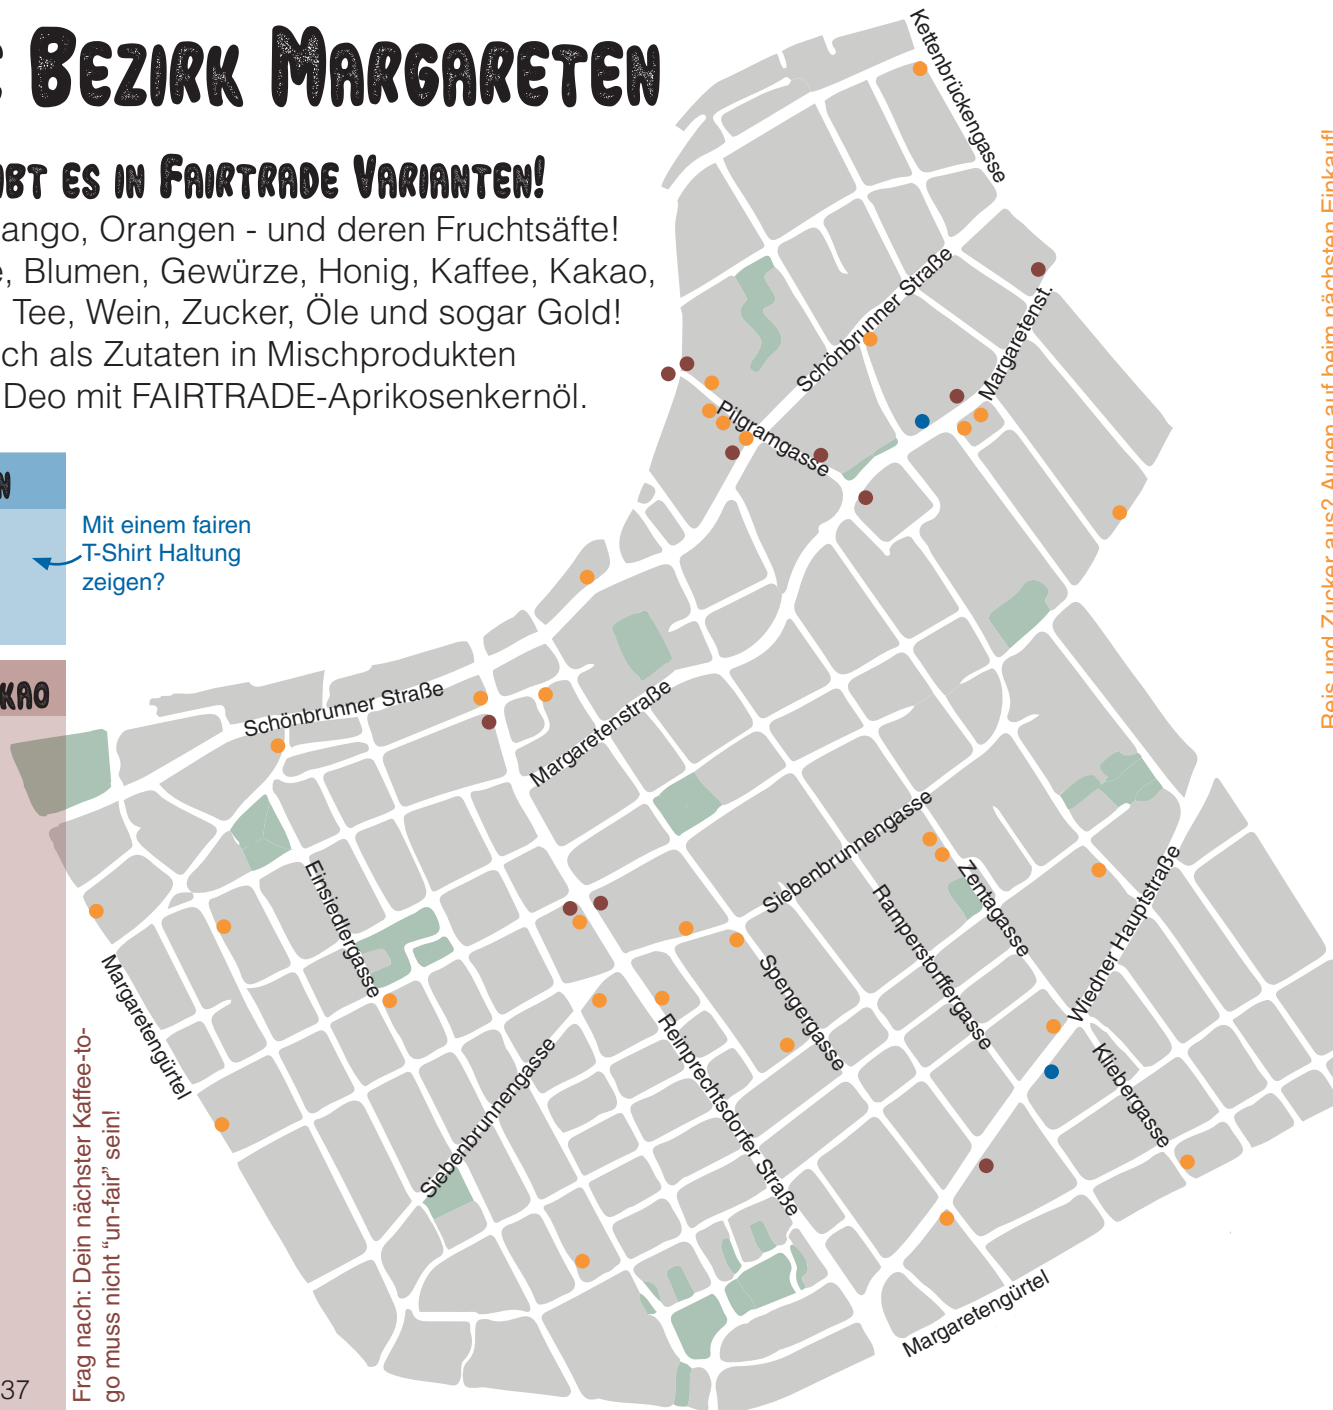 BEZIRK MARGARETEN
ES IN FAIRTRADE VARIANTEN!
ango, Orangen - und deren Fruchtsäfte!
, Blumen, Gewürze, Honig, Kaffee, Kakao,
Tee, Wein, Zucker, Öle und sogar Gold!
ch als Zutaten in Mischprodukten
Deo mit FAIRTRADE-Aprikosenkernöl.
N
Mit einem fairen
T-Shirt Haltung
zeigen?
KAO
Frag nach: Dein nächster Kaffee-to-
go muss nicht “un-fair” sein!
37
Kettenbrückengasse
Schönbrunner Straße
Margaretenst.
Pilgramgasse
Schönbrunner Straße
Margaretenstraße
Siebenbrunnengasse
Einsiedlergasse
Zentagasse
Ramperstorffergasse
Wiedner Hauptstraße
Spengergasse
Margaretengürtel
Reinprechtsdorfer Straße
Siebenbrunnengasse
Kliebergasse
Margaretengürtel
Reis und Zucker aus? Augen auf beim nächsten Einkauf!